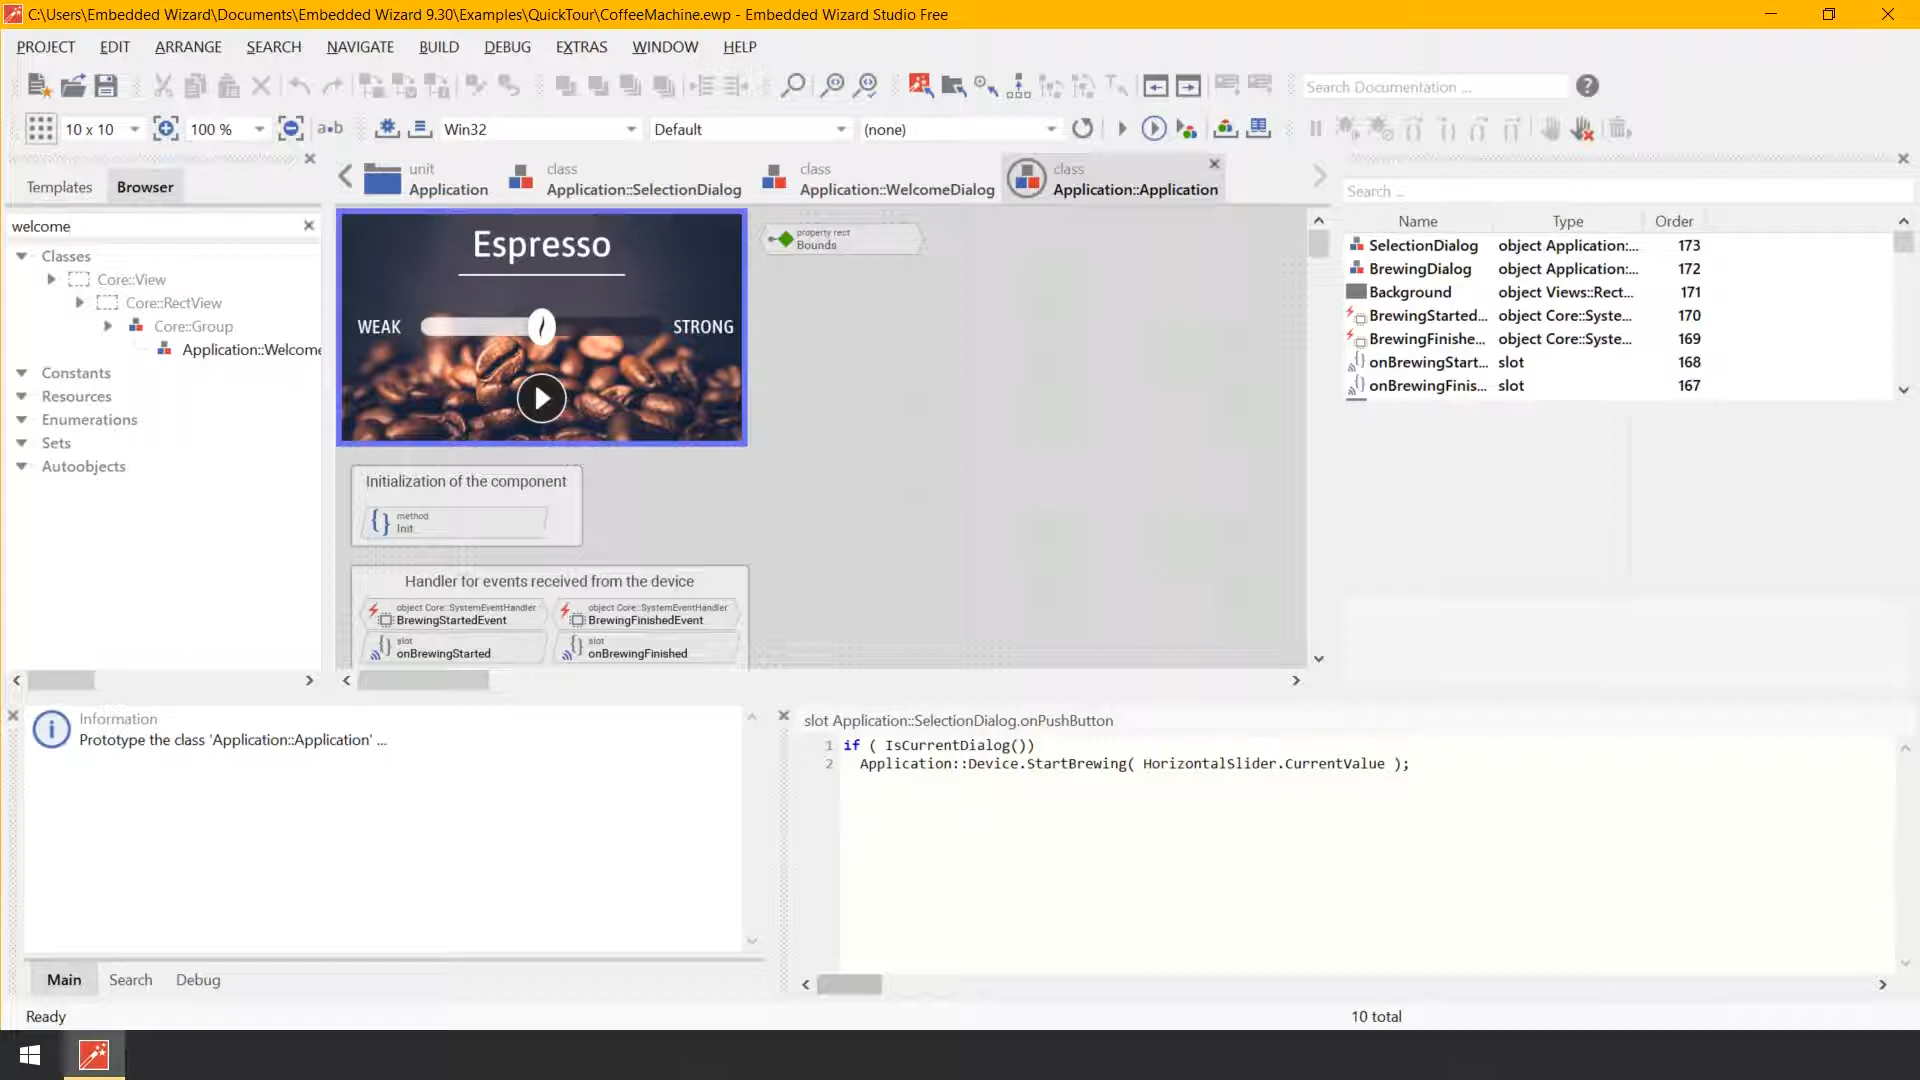 C:\Users\Embedded Wizard\Documents\Embedded Wizard 9.30\Examples\QuickTour\CoffeeMachine.ewp - Embedded Wizard Studio Free
PROJECT EDIT ARRANGE SEARCH NAVIGATE BUILD DEBUG EXTRAS WINDOW HELP
Search Documentation ...
10 x 10 100 % a•b Win32 Default (none)
Templates Browser
unit
Application
class
Application::SelectionDialog
class
Application::WelcomeDialog
class
Application::Application
welcome
Classes
Core::View
Core::RectView
Core::Group
Application::Welcome
Constants
Resources
Enumerations
Sets
Autoobjects
Espresso
WEAK STRONG
property rect
Bounds
Initialization of the component
method
Init
Handler for events received from the device
object Core::SystemEventHandler
BrewingStartedEvent
object Core::SystemEventHandler
BrewingFinishedEvent
slot
onBrewingStarted
slot
onBrewingFinished
Search ...
Name Type Order
SelectionDialog object Application:... 173
BrewingDialog object Application:... 172
Background object Views::Rect... 171
BrewingStarted... object Core::Syste... 170
BrewingFinishe... object Core::Syste... 169
onBrewingStart... slot 168
onBrewingFinis... slot 167
Information
Prototype the class 'Application::Application' ...
slot Application::SelectionDialog.onPushButton
1 if ( IsCurrentDialog())
2 Application::Device.StartBrewing( HorizontalSlider.CurrentValue );
Main Search Debug
Ready
10 total